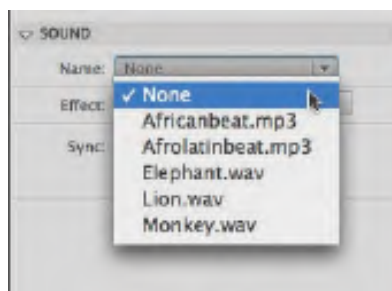 SOUND
Name: None
Effect:
✓ None
Africanbeat.mp3
Sync:
Afrolatinbeat.mp3
Elephant.wav
Lion.wav
Monkey.wav